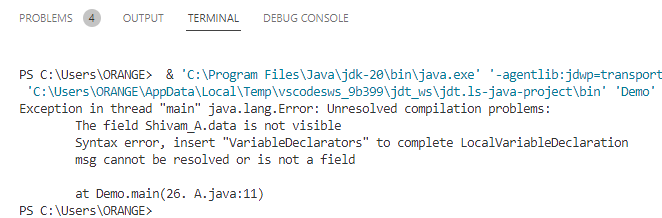 PROBLEMS 4 OUTPUT TERMINAL DEBUG CONSOLE
PS C:\Users\ORANGE>  & 'C:\Program Files\Java\jdk-20\bin\java.exe' '-agentlib:jdwp=transport
 'C:\Users\ORANGE\AppData\Local\Temp\vscodesws_9b399\jdt_ws\jdt.ls-java-project\bin' 'Demo'
Exception in thread "main" java.lang.Error: Unresolved compilation problems:
        The field Shivam_A.data is not visible
        Syntax error, insert "VariableDeclarators" to complete LocalVariableDeclaration
        msg cannot be resolved or is not a field
        at Demo.main(26. A.java:11)
PS C:\Users\ORANGE>